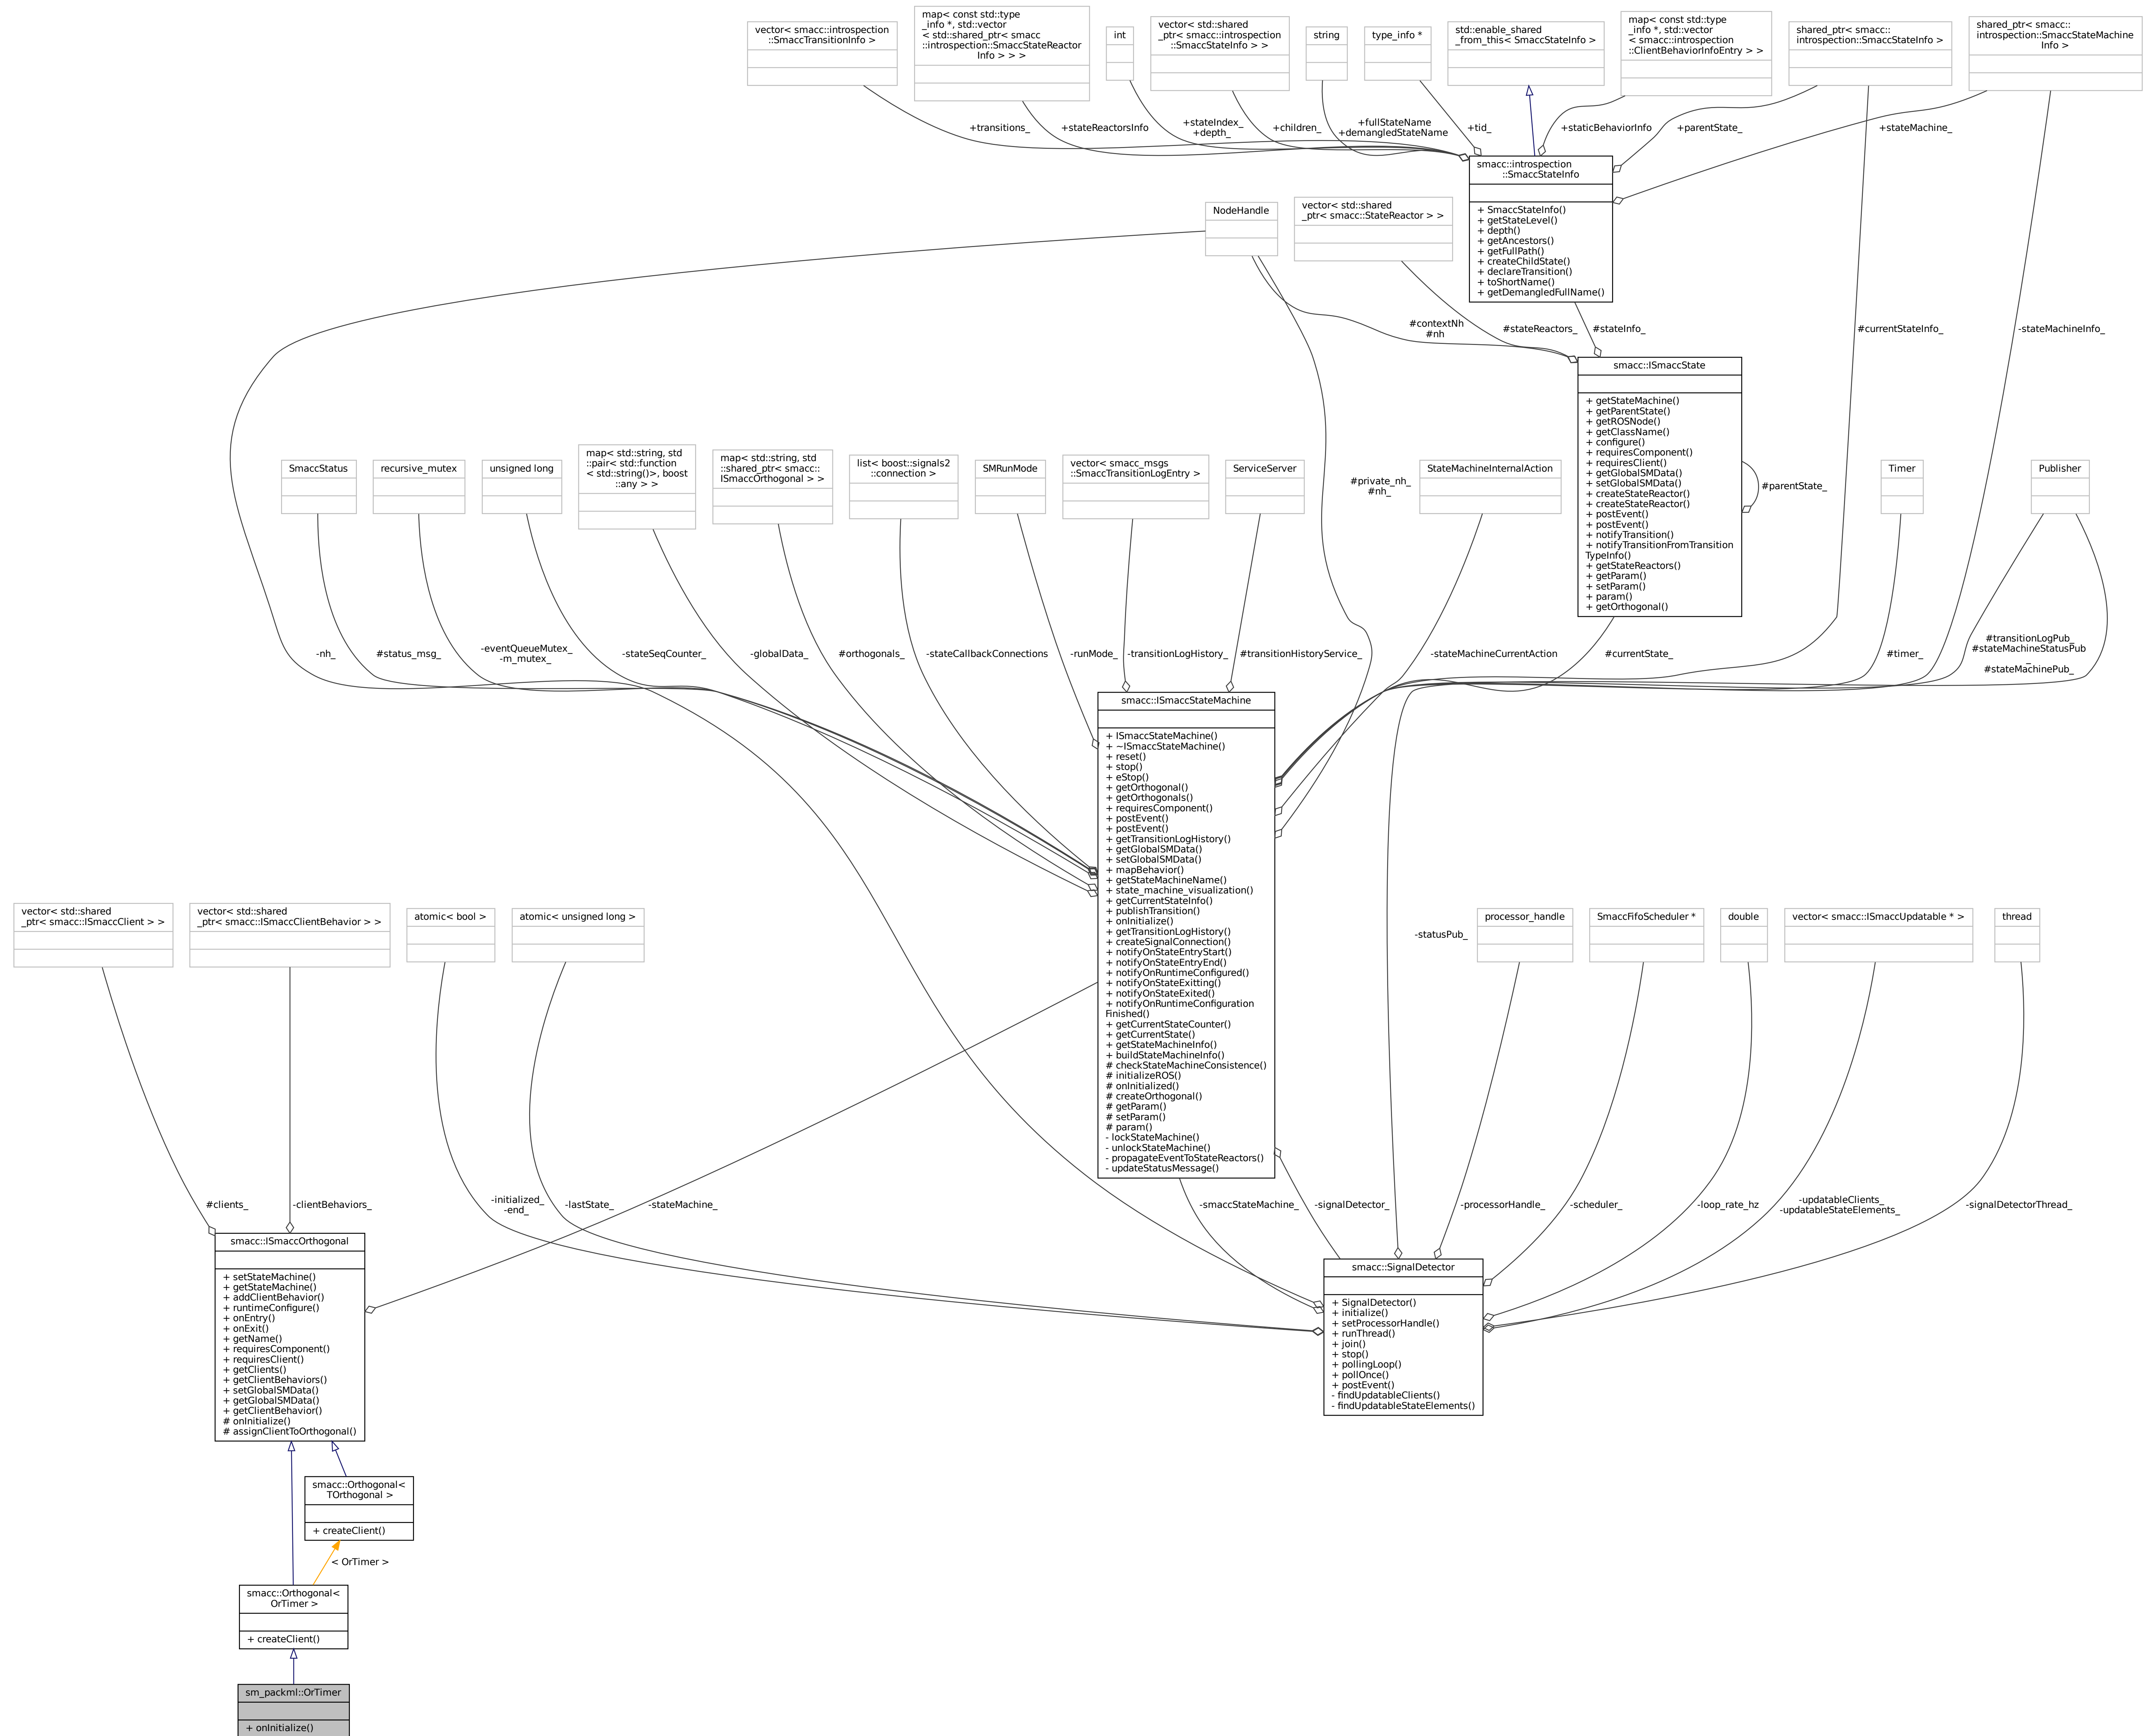 vector< smacc::introspection
::SmaccTransitionInfo >
map< const std::type
_info *, std::vector
< std::shared_ptr< smacc
::introspection::SmaccStateReactor
Info > > >
int
vector< std::shared
_ptr< smacc::introspection
::SmaccStateInfo > >
string
type_info *
std::enable_shared
_from_this< SmaccStateInfo >
map< const std::type
_info *, std::vector
< smacc::introspection
::ClientBehaviorInfoEntry > >
shared_ptr< smacc::
introspection::SmaccStateInfo >
shared_ptr< smacc::
introspection::SmaccStateMachine
Info >
+transitions_
+stateReactorsInfo
+stateIndex_
+depth_
+children_
+fullStateName
+demangledStateName
+tid_
+staticBehaviorInfo
+parentState_
+stateMachine_
smacc::introspection
::SmaccStateInfo
+ SmaccStateInfo()
+ getStateLevel()
+ depth()
+ getAncestors()
+ getFullPath()
+ createChildState()
+ declareTransition()
+ toShortName()
+ getDemangledFullName()
NodeHandle
vector< std::shared
_ptr< smacc::StateReactor > >
#contextNh
#nh
#stateReactors_
#stateInfo_
#currentStateInfo_
-stateMachineInfo_
smacc::ISmaccState
+ getStateMachine()
+ getParentState()
+ getROSNode()
+ getClassName()
+ configure()
+ requiresComponent()
+ requiresClient()
+ getGlobalSMData()
+ setGlobalSMData()
+ createStateReactor()
+ createStateReactor()
+ postEvent()
+ postEvent()
+ notifyTransition()
+ notifyTransitionFromTransition
TypeInfo()
+ getStateReactors()
+ getParam()
+ setParam()
+ param()
+ getOrthogonal()
#parentState_
SmaccStatus
recursive_mutex
unsigned long
map< std::string, std
::pair< std::function
< std::string()>, boost
::any > >
map< std::string, std
::shared_ptr< smacc::
ISmaccOrthogonal > >
list< boost::signals2
::connection >
SMRunMode
vector< smacc_msgs
::SmaccTransitionLogEntry >
ServiceServer
#private_nh_
#nh_
StateMachineInternalAction
Timer
Publisher
-nh_
#status_msg_
-eventQueueMutex_
-m_mutex_
-stateSeqCounter_
-globalData_
#orthogonals_
-stateCallbackConnections
-runMode_
-transitionLogHistory_
#transitionHistoryService_
-stateMachineCurrentAction
#currentState_
#timer_
#transitionLogPub_
#stateMachineStatusPub
_
#stateMachinePub_
smacc::ISmaccStateMachine
+ ISmaccStateMachine()
+ ~ISmaccStateMachine()
+ reset()
+ stop()
+ eStop()
+ getOrthogonal()
+ getOrthogonals()
+ requiresComponent()
+ postEvent()
+ postEvent()
+ getTransitionLogHistory()
+ getGlobalSMData()
+ setGlobalSMData()
+ mapBehavior()
+ getStateMachineName()
+ state_machine_visualization()
+ getCurrentStateInfo()
+ publishTransition()
+ onInitialize()
+ getTransitionLogHistory()
+ createSignalConnection()
+ notifyOnStateEntryStart()
+ notifyOnStateEntryEnd()
+ notifyOnRuntimeConfigured()
+ notifyOnStateExitting()
+ notifyOnStateExited()
+ notifyOnRuntimeConfiguration
Finished()
+ getCurrentStateCounter()
+ getCurrentState()
+ getStateMachineInfo()
+ buildStateMachineInfo()
# checkStateMachineConsistence()
# initializeROS()
# onInitialized()
# createOrthogonal()
# getParam()
# setParam()
# param()
- lockStateMachine()
- unlockStateMachine()
- propagateEventToStateReactors()
- updateStatusMessage()
vector< std::shared
_ptr< smacc::ISmaccClient > >
vector< std::shared
_ptr< smacc::ISmaccClientBehavior > >
atomic< bool >
atomic< unsigned long >
-statusPub_
processor_handle
SmaccFifoScheduler *
double
vector< smacc::ISmaccUpdatable * >
thread
#clients_
-clientBehaviors_
-initialized_
-end_
-lastState_
-stateMachine_
-smaccStateMachine_
-signalDetector_
-processorHandle_
-scheduler_
-loop_rate_hz
-updatableClients_
-updatableStateElements_
-signalDetectorThread_
smacc::ISmaccOrthogonal
+ setStateMachine()
+ getStateMachine()
+ addClientBehavior()
+ runtimeConfigure()
+ onEntry()
+ onExit()
+ getName()
+ requiresComponent()
+ requiresClient()
+ getClients()
+ getClientBehaviors()
+ setGlobalSMData()
+ getGlobalSMData()
+ getClientBehavior()
# onInitialize()
# assignClientToOrthogonal()
smacc::SignalDetector
+ SignalDetector()
+ initialize()
+ setProcessorHandle()
+ runThread()
+ join()
+ stop()
+ pollingLoop()
+ pollOnce()
+ postEvent()
- findUpdatableClients()
- findUpdatableStateElements()
smacc::Orthogonal<
TOrthogonal >
+ createClient()
< OrTimer >
smacc::Orthogonal<
OrTimer >
+ createClient()
sm_packml::OrTimer
+ onInitialize()